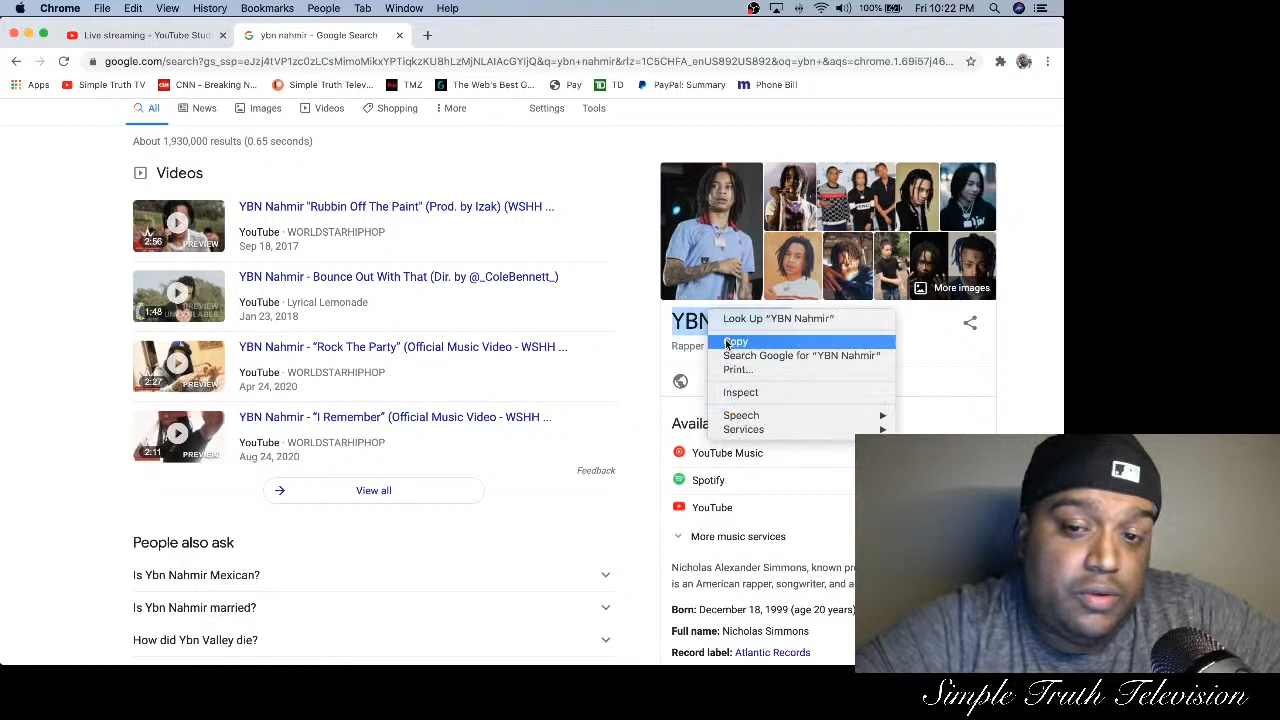 Chrome File Edit View History Bookmarks People Tab Window Help 100% Fri 10:22 PM
Live streaming - YouTube Stud ybn nahmir - Google Search
google.com/search?gs_ssp=eJzj4tVP1zc0zLCsMimoMikxYPTiqkzKU8hLzMjNLAIAcGYIjQ&q=ybn+nahmir&rlz=1C5CHFA_enUS892US892&oq=ybn+&aqs=chrome.1.69i57j46...
Apps Simple Truth TV CNN - Breaking N... Simple Truth Telev... TMZ The Web's Best G... Pay TD PayPal: Summary Phone Bill
All News Images Videos Shopping More Settings Tools
About 1,930,000 results (0.65 seconds)
Videos
YBN Nahmir "Rubbin Off The Paint" (Prod. by Izak) (WSHH ...
YouTube · WORLDSTARHIPHOP
Sep 18, 2017
2:56 PREVIEW
YBN Nahmir - Bounce Out With That (Dir. by @_ColeBennett_)
YouTube · Lyrical Lemonade
Jan 23, 2018
1:48 PREVIEW UNAVAILABLE
YBN Nahmir - “Rock The Party” (Official Music Video - WSHH ...
YouTube · WORLDSTARHIPHOP
Apr 24, 2020
2:27 PREVIEW
YBN Nahmir - “I Remember” (Official Music Video - WSHH ...
YouTube · WORLDSTARHIPHOP
Aug 24, 2020
2:11 PREVIEW
Feedback
View all
People also ask
Is Ybn Nahmir Mexican?
Is Ybn Nahmir married?
How did Ybn Valley die?
More images
YBN
Rapper
Look Up “YBN Nahmir”
Copy
Search Google for “YBN Nahmir”
Print...
Inspect
Speech
Services
YouTube Music
Spotify
YouTube
More music services
Nicholas Alexander Simmons, known
is an American rapper, songwriter, and
Born: December 18, 1999 (age 20 years)
Full name: Nicholas Simmons
Record label: Atlantic Records
Simple Truth Television